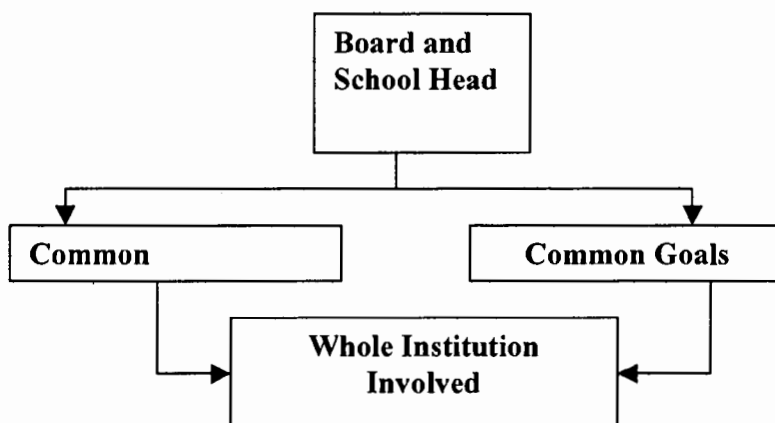 Board and
School Head
Common
Common Goals
Whole Institution
Involved